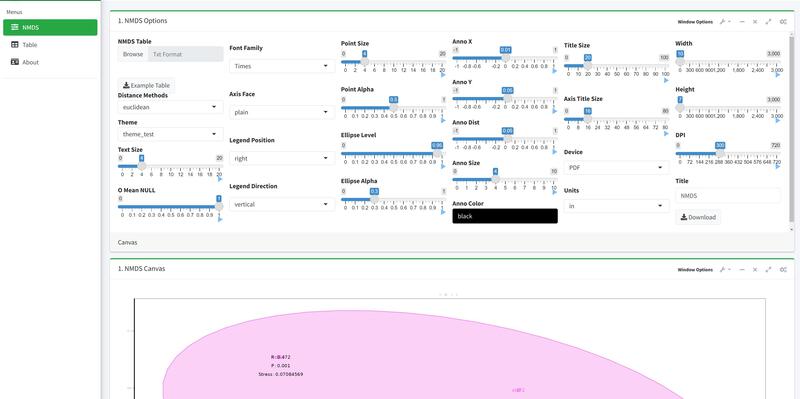 Menus
NMDS
Table
About
1. NMDS Options
Window Options
NMDS Table
Browse Txt Format
Example Table
Distance Methods
euclidean
Theme
theme_test
Text Size
0 4 20
0 2 4 6 8 10 12 14 16 18 20
O Mean NULL
0 1
0 0.1 0.2 0.3 0.4 0.5 0.6 0.7 0.8 0.9 1
Font Family
Times
Axis Face
plain
Legend Position
right
Legend Direction
vertical
Point Size
0 4 20
0 2 4 6 8 10 12 14 16 18 20
Point Alpha
0 0.5 1
0 0.1 0.2 0.3 0.4 0.5 0.6 0.7 0.8 0.9 1
Ellipse Level
0 0.95
0 0.1 0.2 0.3 0.4 0.5 0.6 0.7 0.8 0.9 1
Ellipse Alpha
0 0.3 1
0 0.1 0.2 0.3 0.4 0.5 0.6 0.7 0.8 0.9 1
Anno X
-1 0.01 1
-1 -0.8 -0.6 -0.2 0 0.2 0.4 0.6 0.8 1
Anno Y
-1 0.05 1
-1 -0.8 -0.6 -0.2 0 0.2 0.4 0.6 0.8 1
Anno Dist
-1 0.05 1
-1 -0.8 -0.6 -0.2 0 0.2 0.4 0.6 0.8 1
Anno Size
0 4 10
0 1 2 3 4 5 6 7 8 9 10
Anno Color
black
Title Size
0 20 100
0 10 20 30 40 50 60 70 80 100
Axis Title Size
0 16 80
0 8 16 24 32 40 48 56 64 72 80
Device
PDF
Units
in
Width
10 3,000
0 300 600 900 1,200 1,800 2,400 3,000
Height
7 3,000
0 300 600 900 1,200 1,800 2,400 3,000
DPI
0 300 720
0 72 144 216 288 360 432 504 576 648 720
Title
NMDS
Download
Canvas
1. NMDS Canvas
Window Options
P: 0.001
Stress: 0.07084569